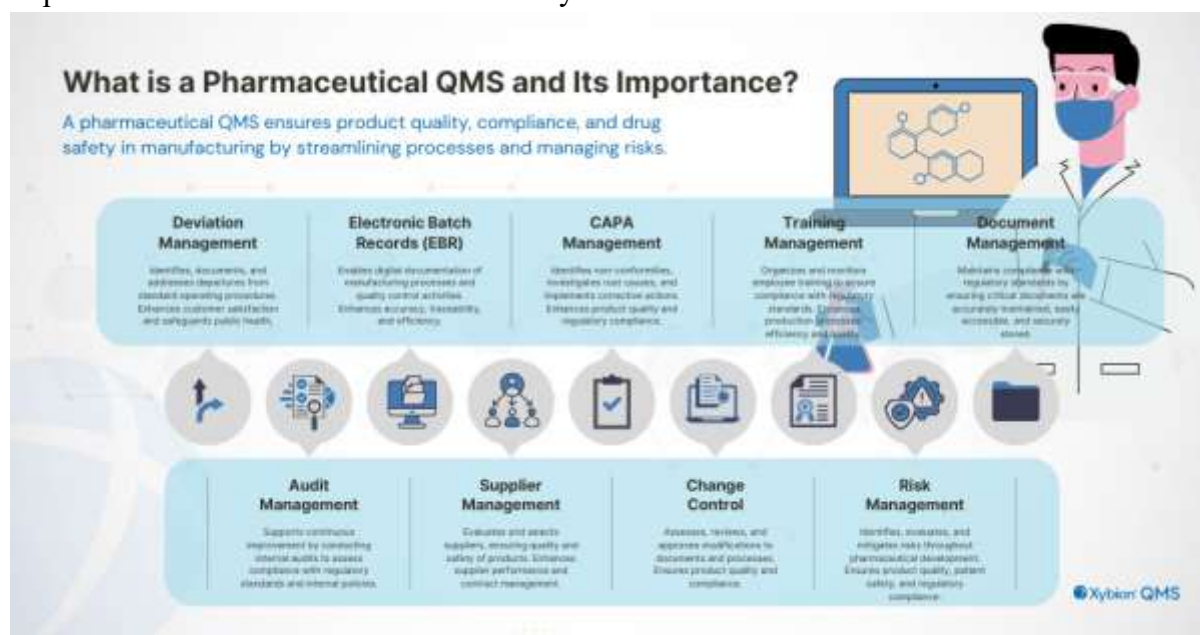 What is a Pharmaceutical QMS and Its Importance?
A pharmaceutical QMS ensures product quality, compliance, and drug
safety in manufacturing by streamlining processes and managing risks.
Deviation
Management
Identifies, documents, and
addresses departures from
standard operating procedures.
Enhances customer satisfaction
and safeguards public health.
Electronic Batch
Records (EBR)
Enables digital documentation of
manufacturing processes and
quality control activities.
Enhances accuracy, traceability,
and efficiency.
CAPA
Management
Identifies non-conformities,
investigates root causes, and
implements corrective actions.
Enhances product quality and
regulatory compliance.
Training
Management
Organizes and monitors
employee training to assure
compliance with regulatory
standards. Enhances
production processes
efficiency and quality.
Document
Management
Maintains compliance with
regulatory standards by
ensuring critical documents are
accurately maintained, easily
accessible, and securely
stored.
Audit
Management
Supports continuous
improvement by conducting
internal audits to assess
compliance with regulatory
standards and internal policies.
Supplier
Management
Evaluates and selects
suppliers, ensuring quality and
safety of products. Enhances
supplier performance and
contract management.
Change
Control
Assesses, reviews, and
approves modifications to
documents and processes.
Ensures product quality and
compliance.
Risk
Management
Identifies, evaluates, and
mitigates risks throughout
pharmaceutical development.
Ensures product quality, patient
safety, and regulatory
compliance.
Xybion QMS